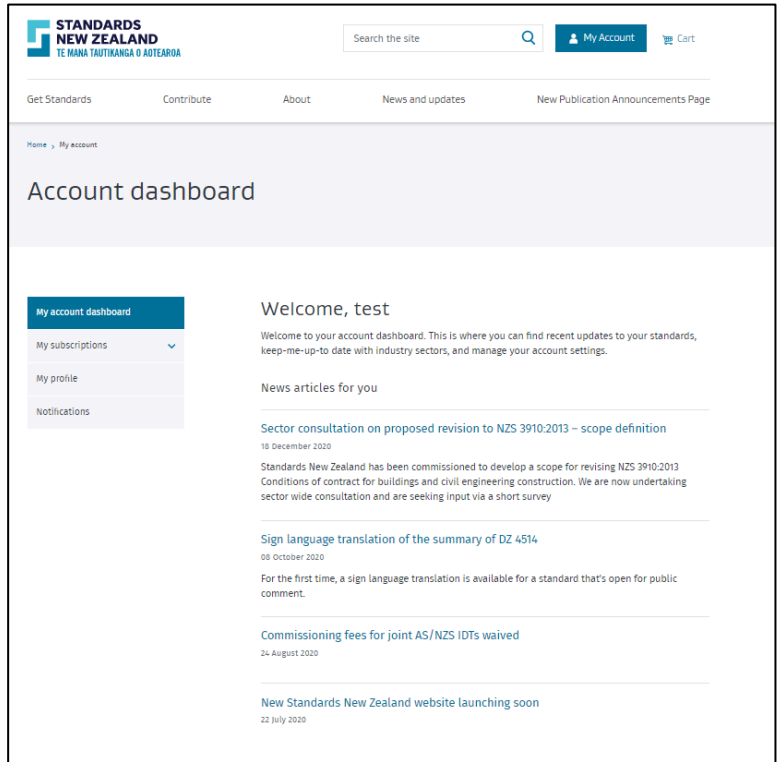 STANDARDS
NEW ZEALAND
TE MANA TAUTIKANGA O AOTEAROA
Search the site
My Account
Cart
Get Standards
Contribute
About
News and updates
New Publication Announcements Page
Home > My account
Account dashboard
My account dashboard
My subscriptions
My profile
Notifications
Welcome, test
Welcome to your account dashboard. This is where you can find recent updates to your standards,
keep-me-up-to date with industry sectors, and manage your account settings.
News articles for you
Sector consultation on proposed revision to NZS 3910:2013 – scope definition
18 December 2020
Standards New Zealand has been commissioned to develop a scope for revising NZS 3910:2013
Conditions of contract for buildings and civil engineering construction. We are now undertaking
sector wide consultation and are seeking input via a short survey
Sign language translation of the summary of DZ 4514
08 October 2020
For the first time, a sign language translation is available for a standard that's open for public
comment.
Commissioning fees for joint AS/NZS IDTs waived
24 August 2020
New Standards New Zealand website launching soon
22 July 2020